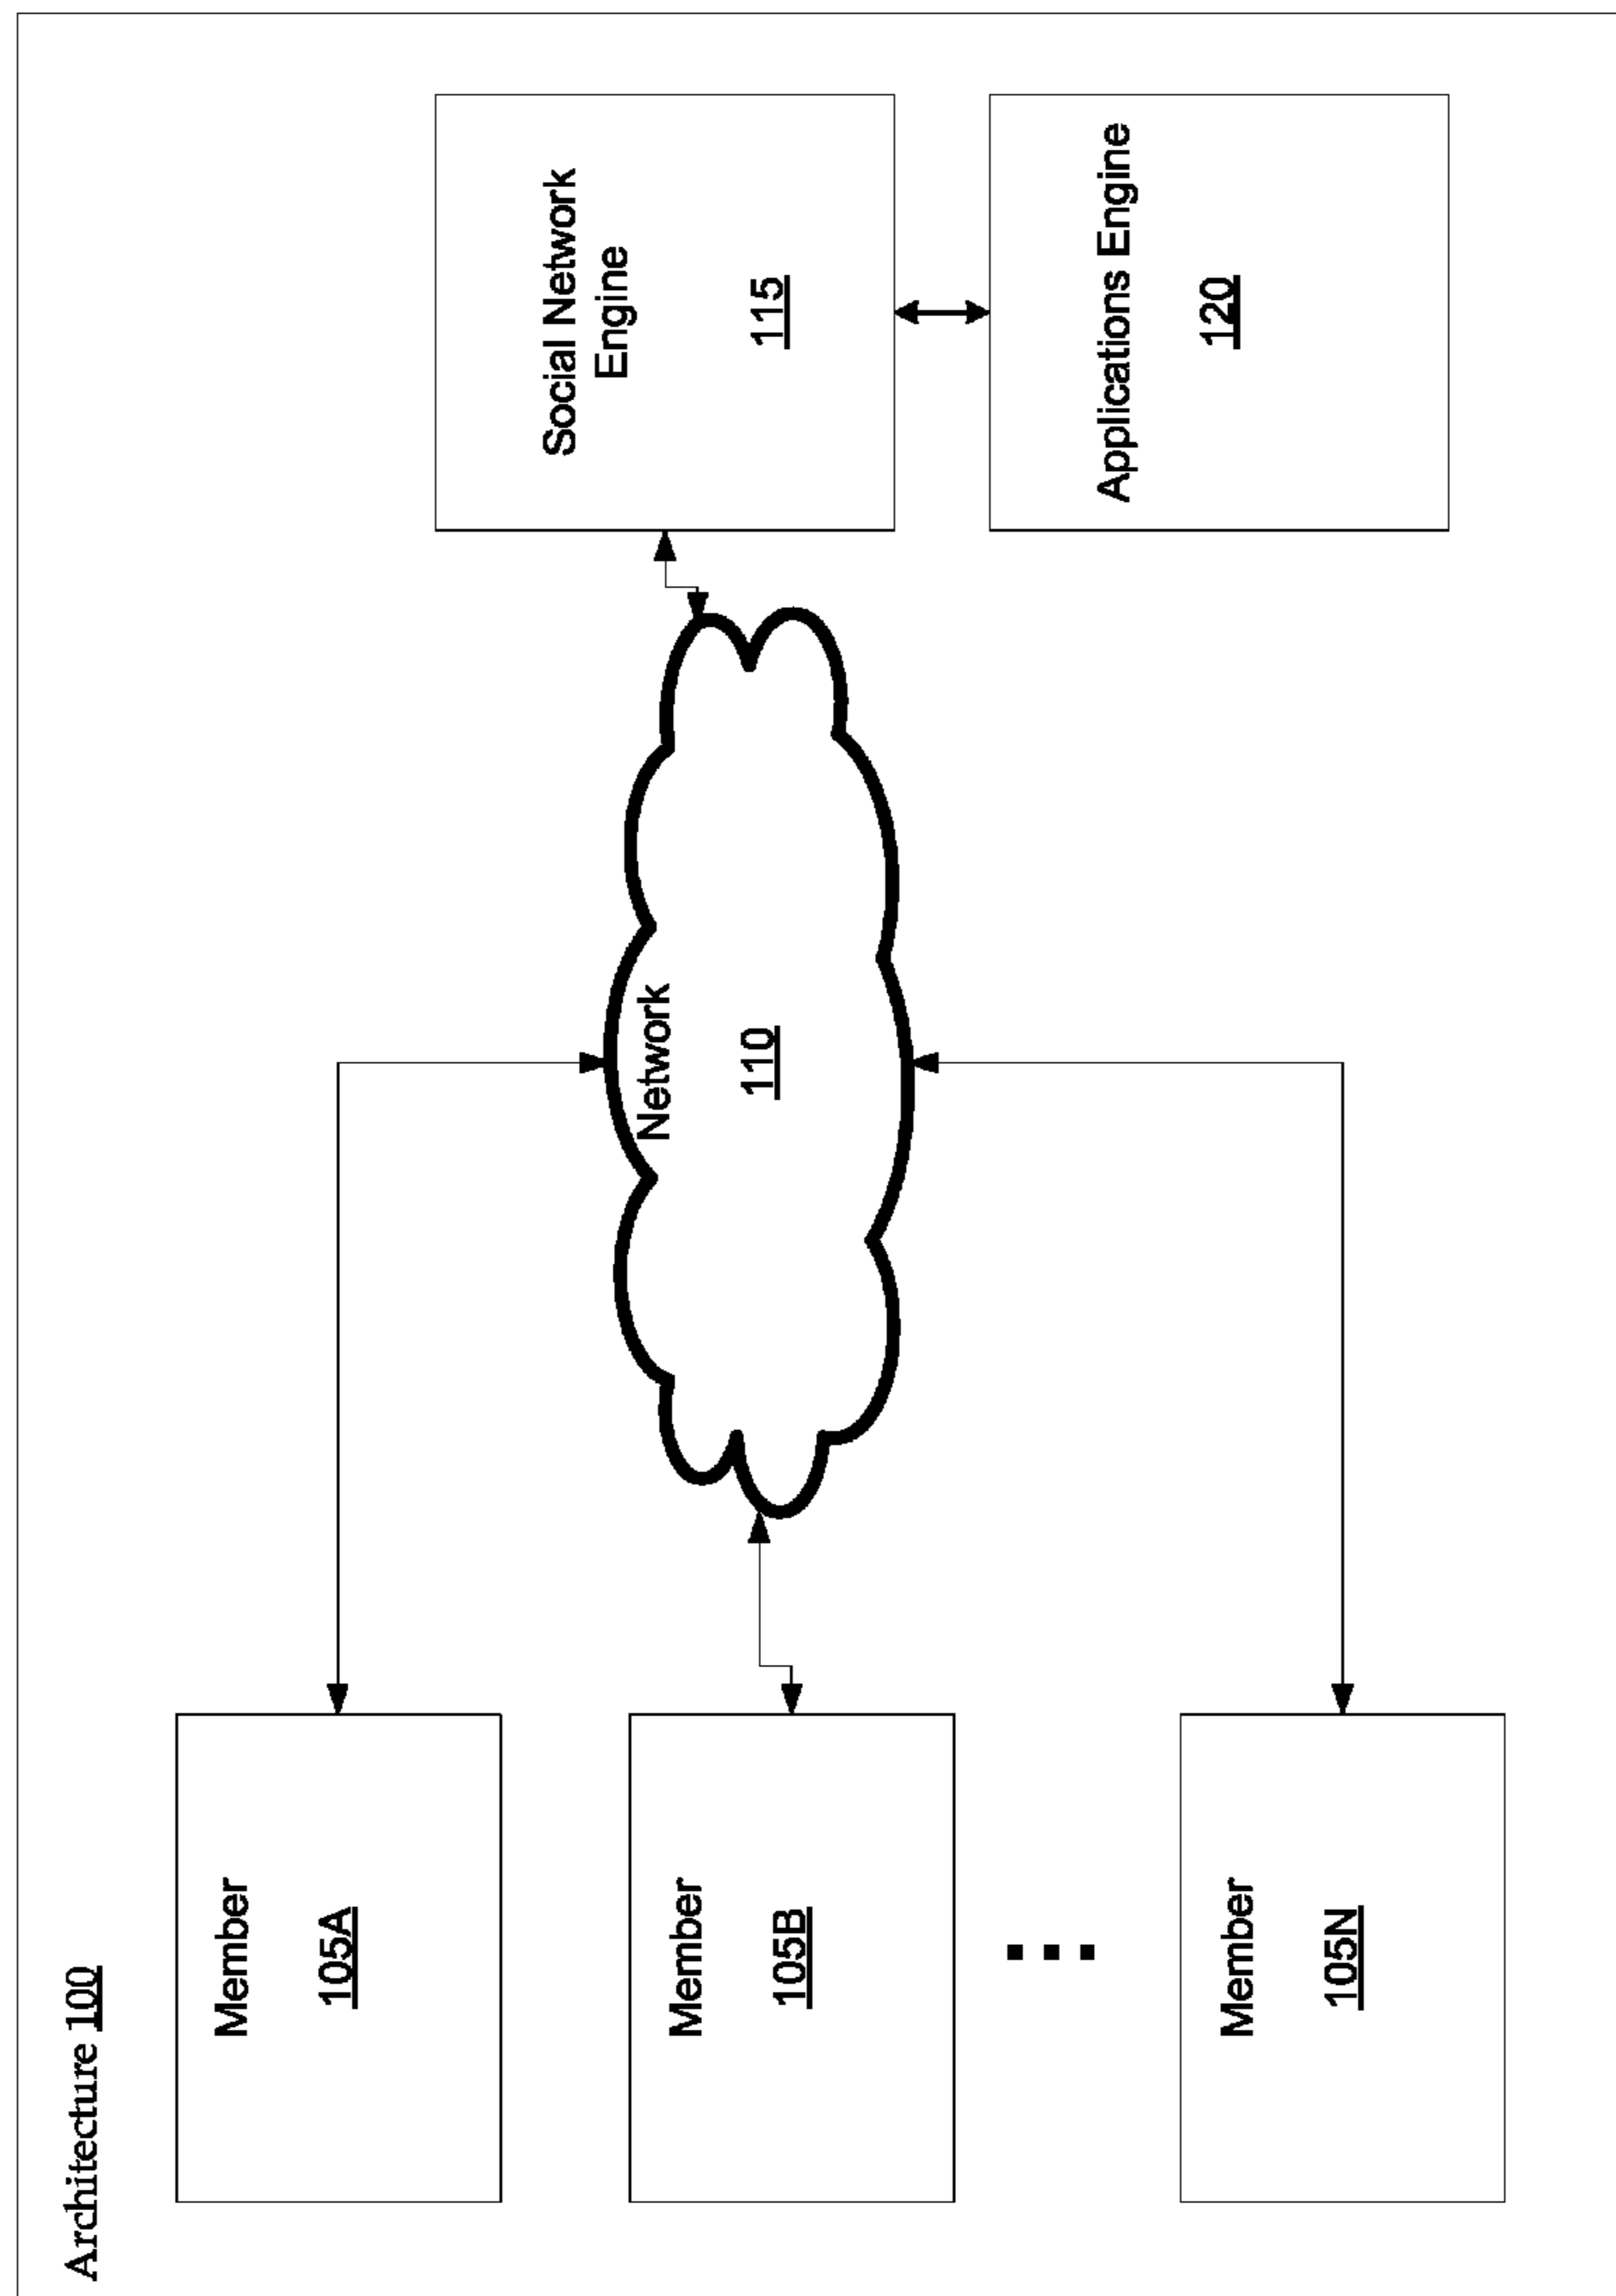 Architecture 100
Member
105A
Member
105B
Member
105N
Network
110
Social Network
Engine
115
Applications Engine
120